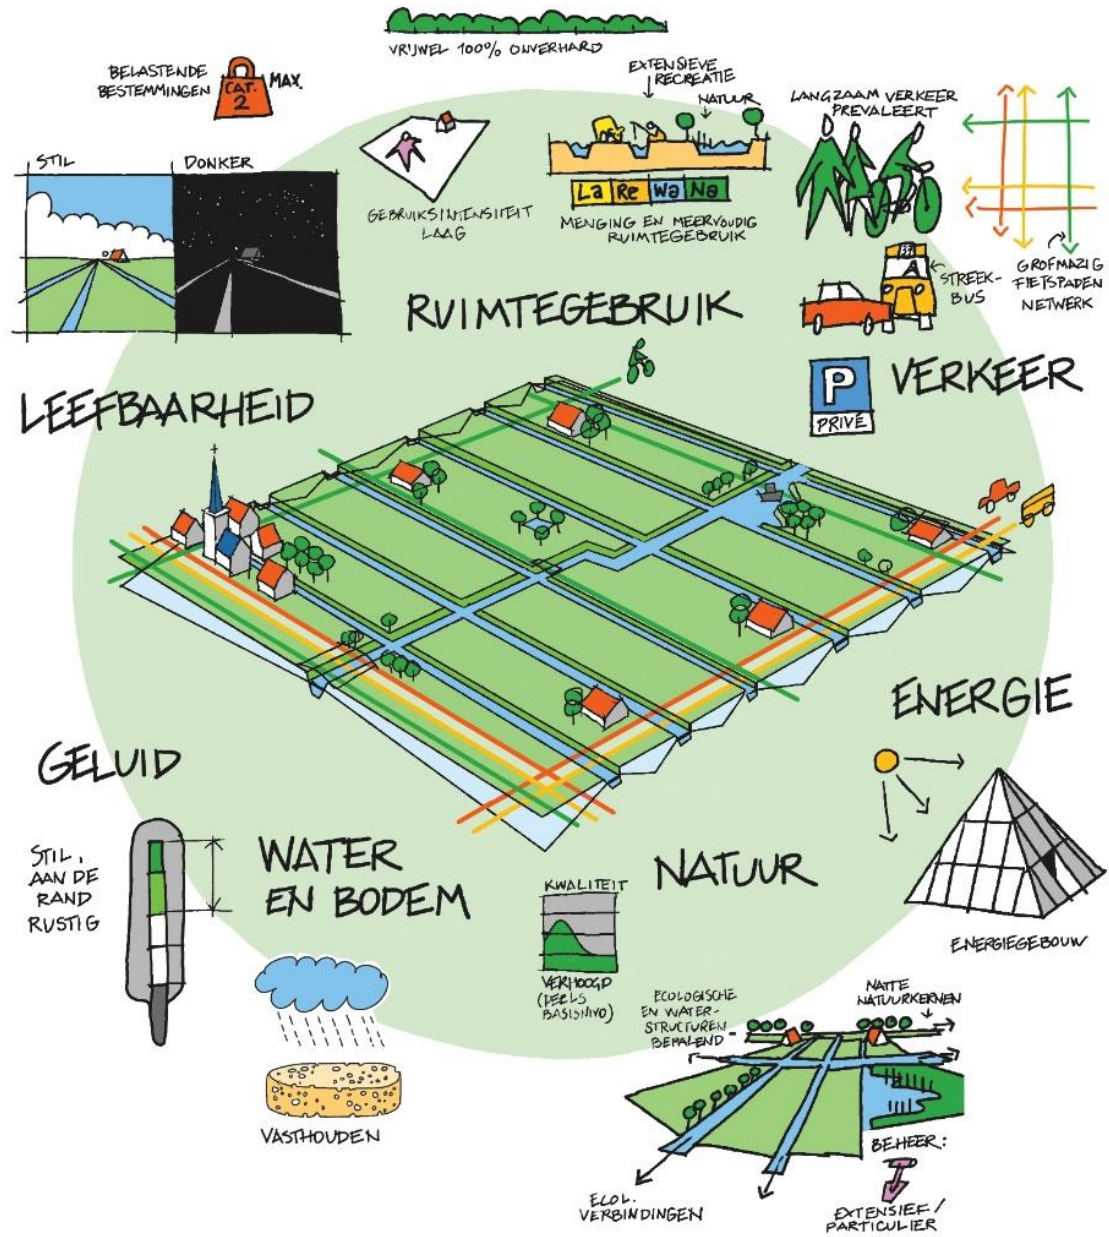 VRIJWEL 100% ONVERHARD
BELASTENDE
BESTEMMINGEN
CAT.
2
MAX.
STIL
DONKER
GEBRUIKSINTENSITEIT
LAAG
EXTENSIEVE
RECREATIE
NATUUR
La Re Wa Na
MENGING EN MEERVOUDIG
RUIMTEGEBRUIK
LANGZAAM VERKEER
PREVALEERT
A
STREEK-
BUS
GROFMAZIG
FIETSPADEN
NETWERK
RUIMTEGEBRUIK
P
PRIVÉ
VERKEER
LEEFBAARHEID
ENERGIE
ENERGIEGEBOUW
GELUID
STIL,
AAN DE
RAND
RUSTIG
WATER
EN BODEM
VASTHOUDEN
NATUUR
KWALITEIT
VERHOOGD
(DEELS
BASISNIVO)
ECOLOGISCHE
EN WATER-
STRUCTUREN
BEPALEND
NATTE
NATUURKERNEN
ECOL.
VERBINDINGEN
BEHEER:
EXTENSIEF/
PARTICULIER